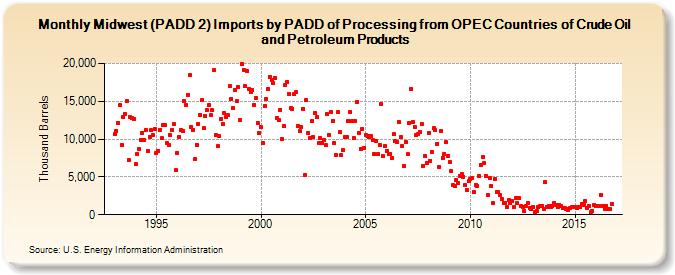 Monthly Midwest (PADD 2) Imports by PADD of Processing from OPEC Countries of Crude Oil
and Petroleum Products
Thousand Barrels
20,000
15,000
10,000
5,000
0
1995
2000
2005
2010
2015
Source: U.S. Energy Information Administration